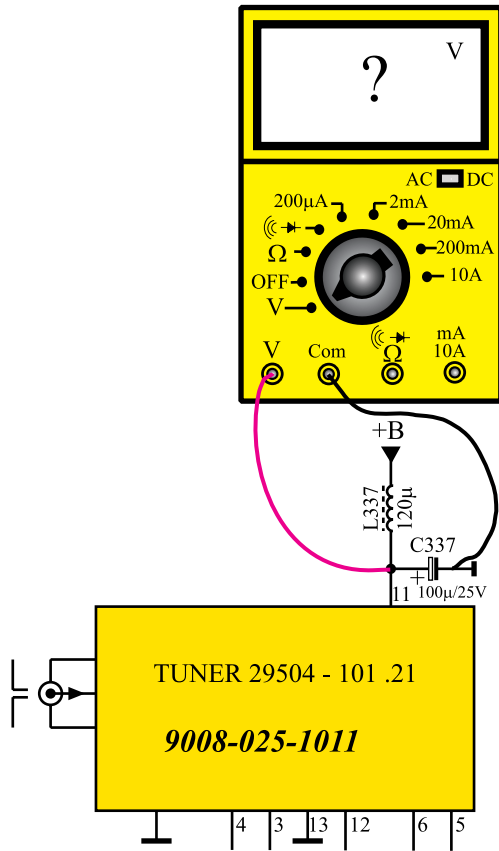 V
?
AC DC
200µA 2mA
20mA
Ω 200mA
OFF 10A
V
V Com Ω mA
10A
+B
L337
120µ
C337
+
11 100µ/25V
TUNER 29504 - 101 .21
9008-025-1011
4 3 13 12 6 5